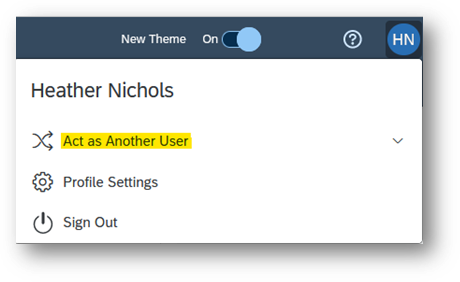 New Theme On HN
Heather Nichols
Act as Another User
Profile Settings
Sign Out